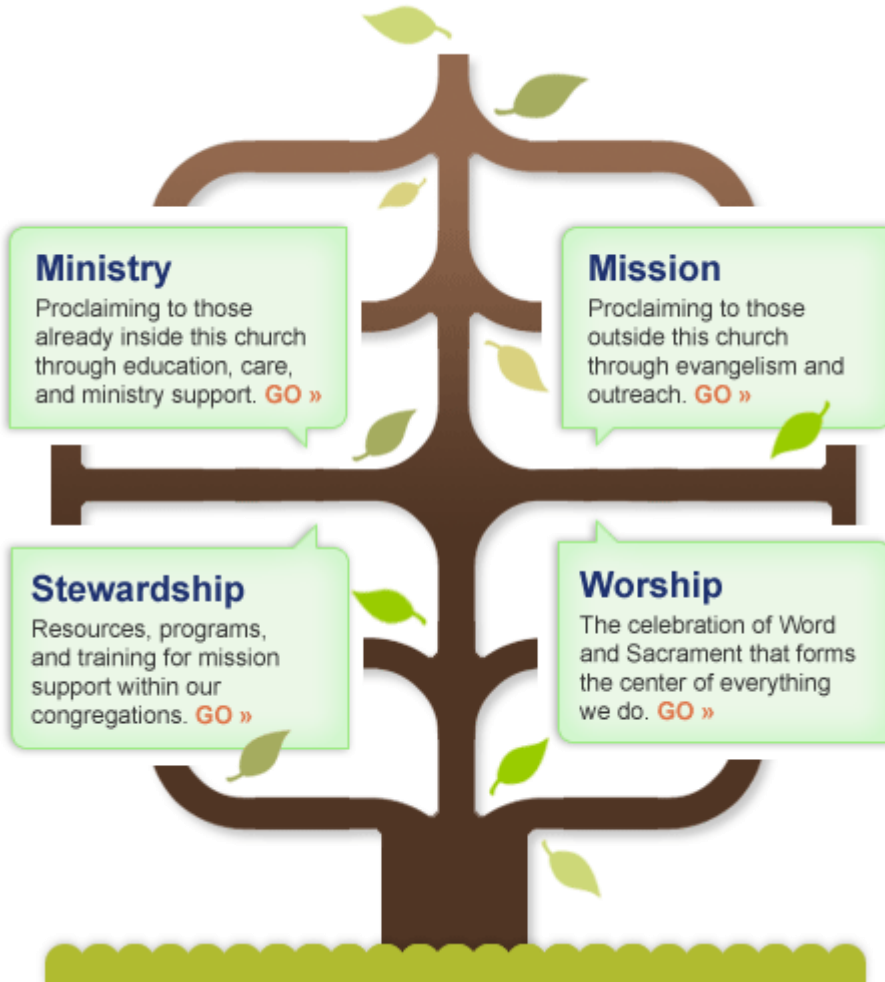 Ministry
Proclaiming to those
already inside this church
through education, care,
and ministry support. GO »
Mission
Proclaiming to those
outside this church
through evangelism and
outreach. GO »
Stewardship
Resources, programs,
and training for mission
support within our
congregations. GO »
Worship
The celebration of Word
and Sacrament that forms
the center of everything
we do. GO »